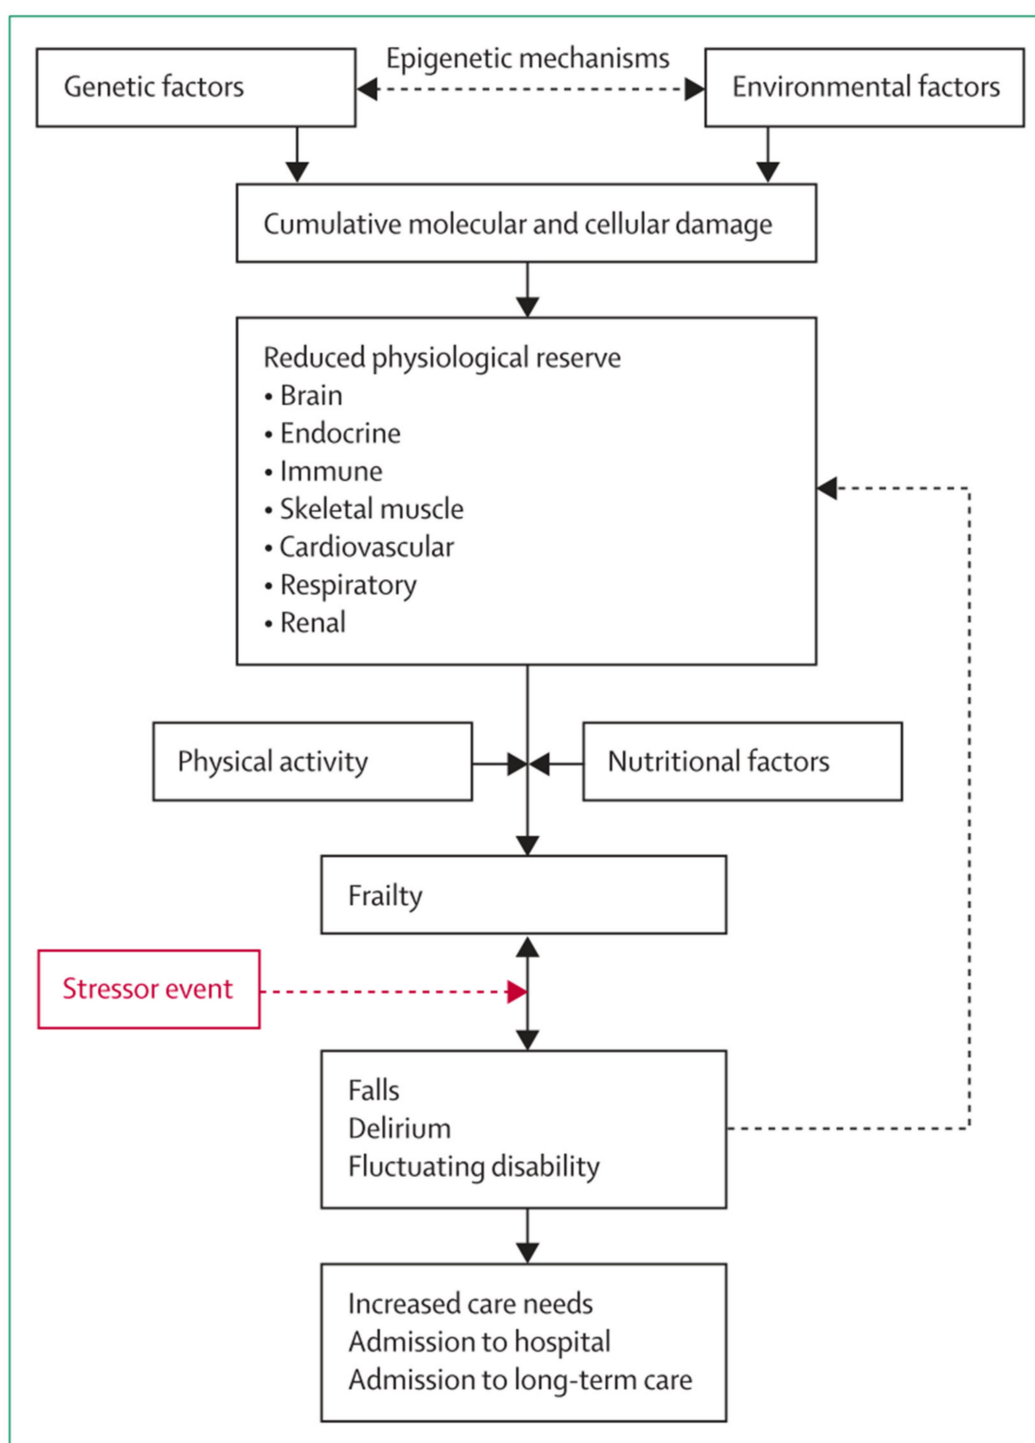 Epigenetic mechanisms
Genetic factors
Environmental factors
Cumulative molecular and cellular damage
Reduced physiological reserve
• Brain
• Endocrine
• Immune
• Skeletal muscle
• Cardiovascular
• Respiratory
• Renal
Physical activity
Nutritional factors
Frailty
Stressor event
Falls
Delirium
Fluctuating disability
Increased care needs
Admission to hospital
Admission to long-term care